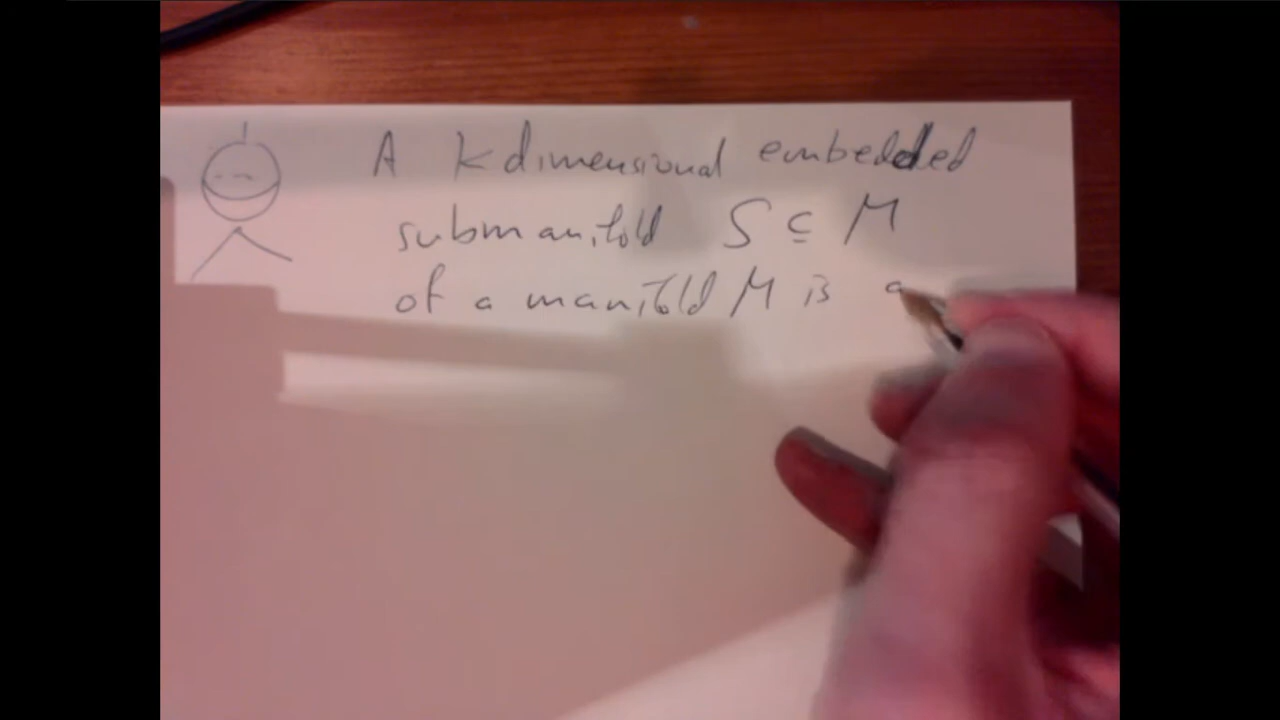 A k dimensional embedded
submanifold S ⊆ M
of a manifold M is a